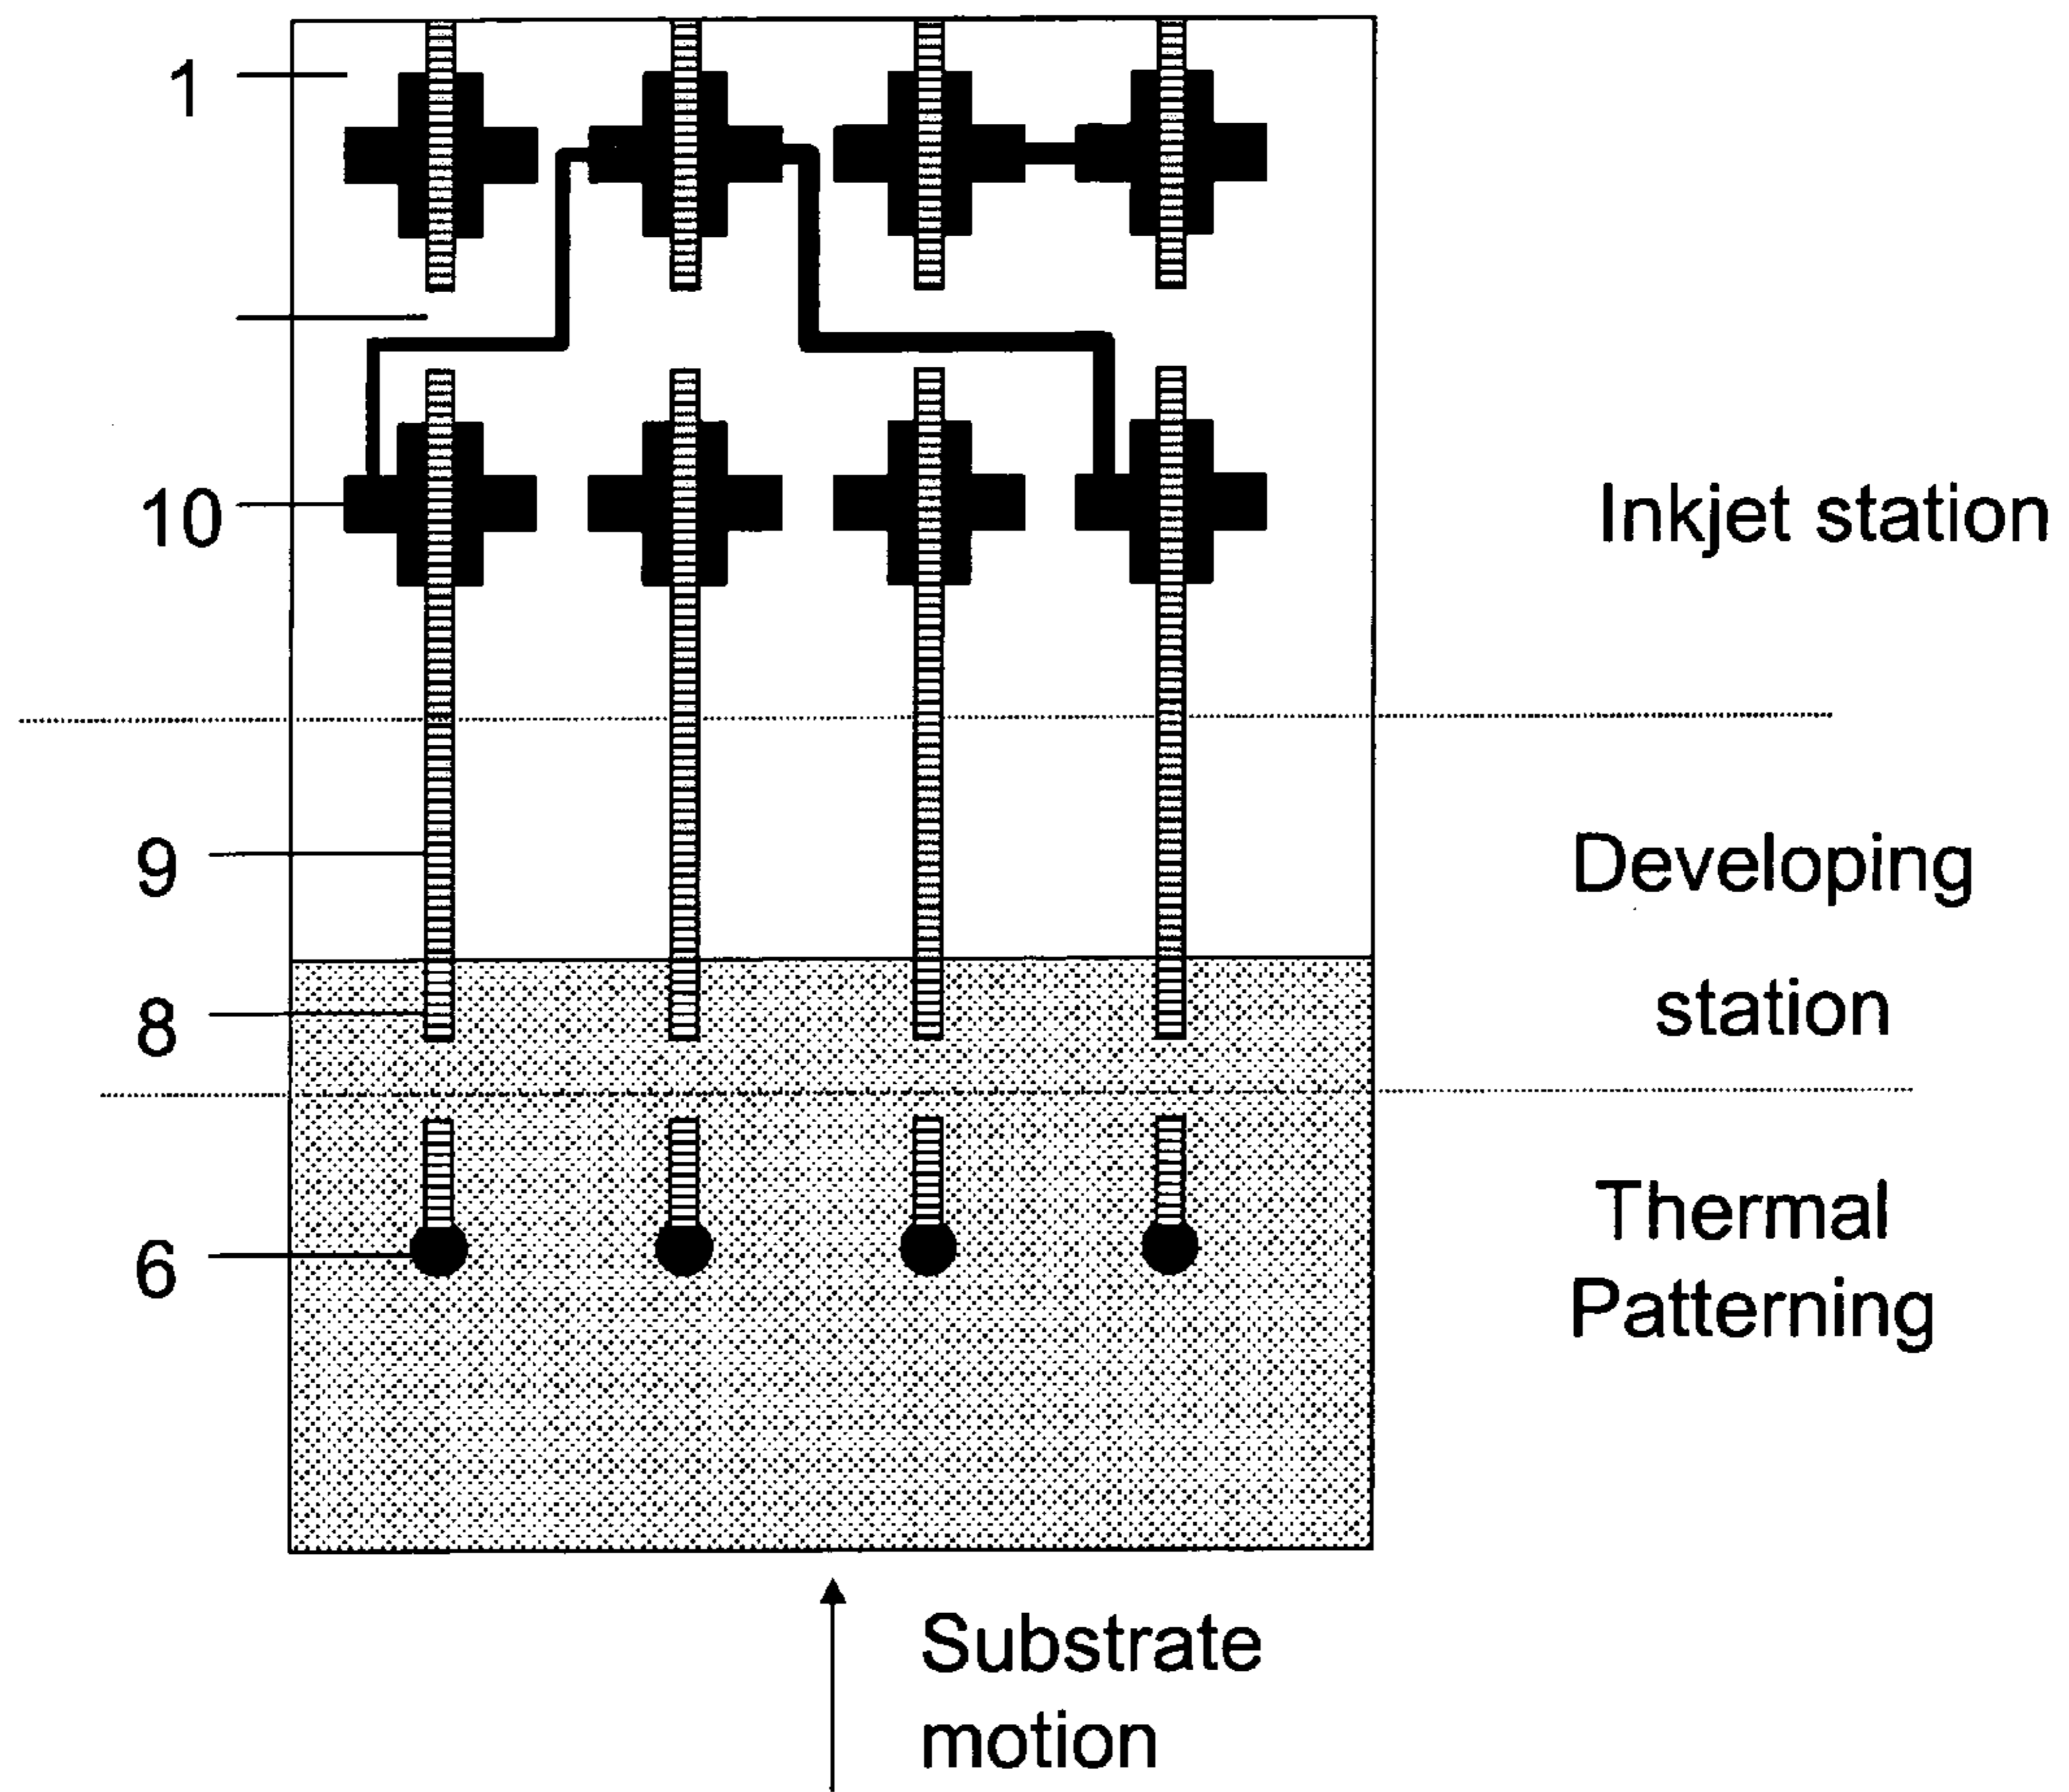 1
10
Inkjet station
9
Developing
station
8
Thermal
Patterning
6
Substrate
motion